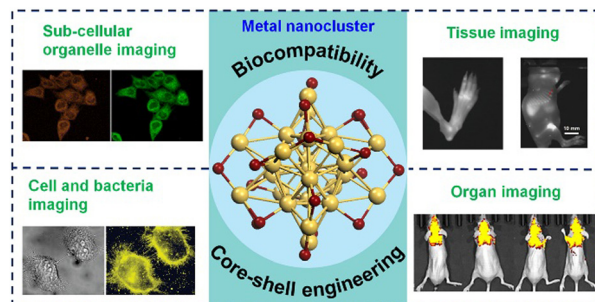 Sub-cellular
organelle imaging
Metal nanocluster
Biocompatibility
Tissue imaging
10 mm
Cell and bacteria
imaging
Core-shell engineering
Organ imaging